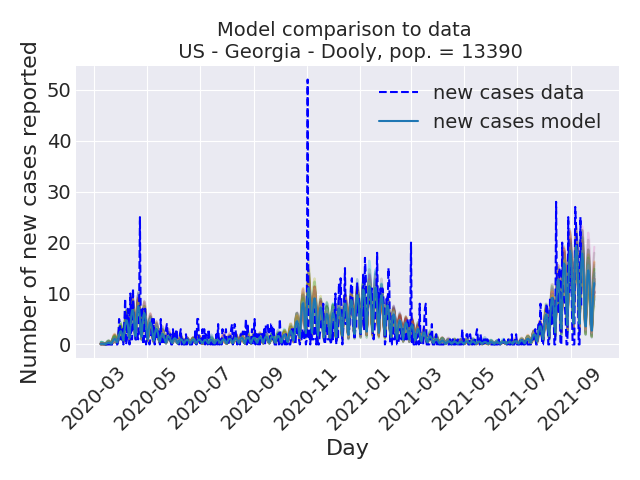 Model comparison to data
US - Georgia - Dooly, pop. = 13390
Number of new cases reported
50
40
30
20
10
0
new cases data
new cases model
2020-03
2020-05
2020-07
2020-09
2020-11
2021-01
2021-03
2021-05
2021-07
2021-09
Day